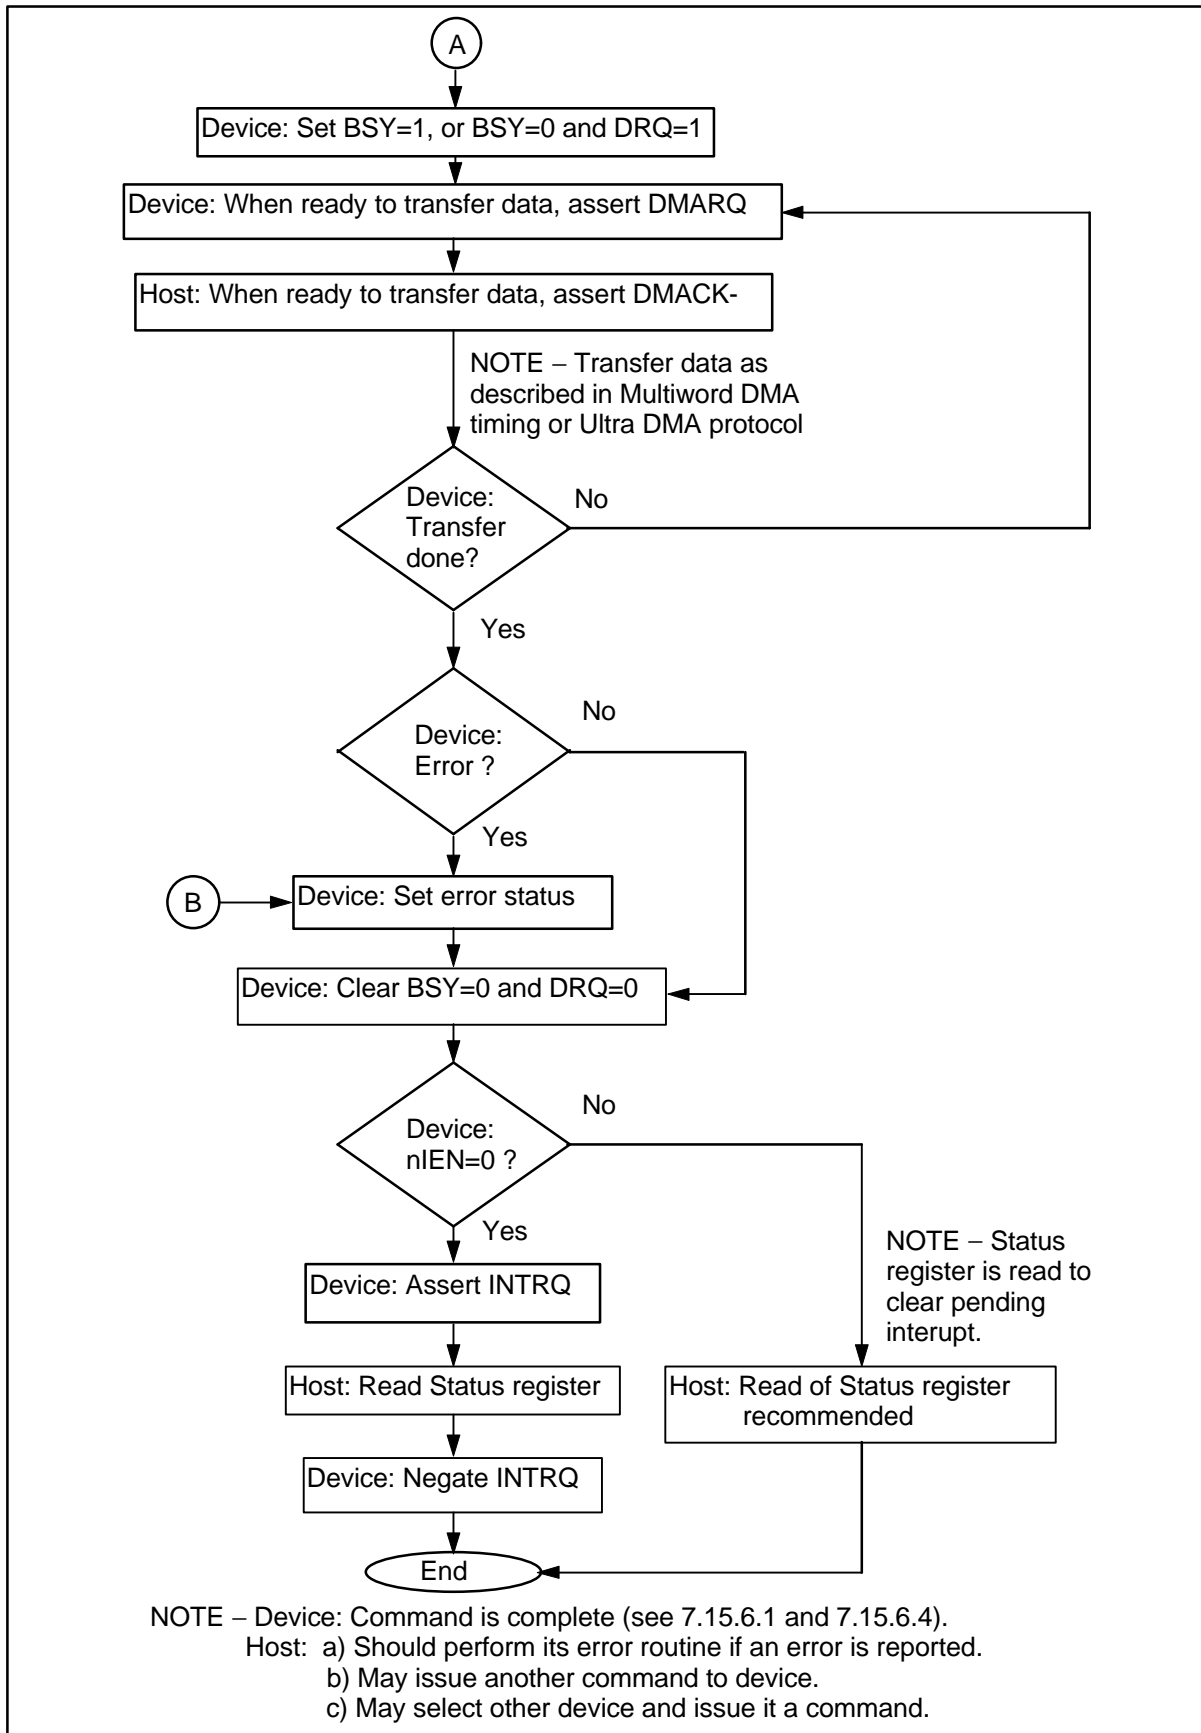 A
Device: Set BSY=1, or BSY=0 and DRQ=1
Device: When ready to transfer data, assert DMARQ
Host: When ready to transfer data, assert DMACK-
NOTE – Transfer data as
described in Multiword DMA
timing or Ultra DMA protocol
Device:
Transfer
done?
No
Yes
Device:
Error ?
No
Yes
B
Device: Set error status
Device: Clear BSY=0 and DRQ=0
Device:
nIEN=0 ?
No
Yes
NOTE – Status
register is read to
clear pending
interupt.
Device: Assert INTRQ
Host: Read Status register
Host: Read of Status register
recommended
Device: Negate INTRQ
End
NOTE – Device: Command is complete (see 7.15.6.1 and 7.15.6.4).
Host: a) Should perform its error routine if an error is reported.
b) May issue another command to device.
c) May select other device and issue it a command.